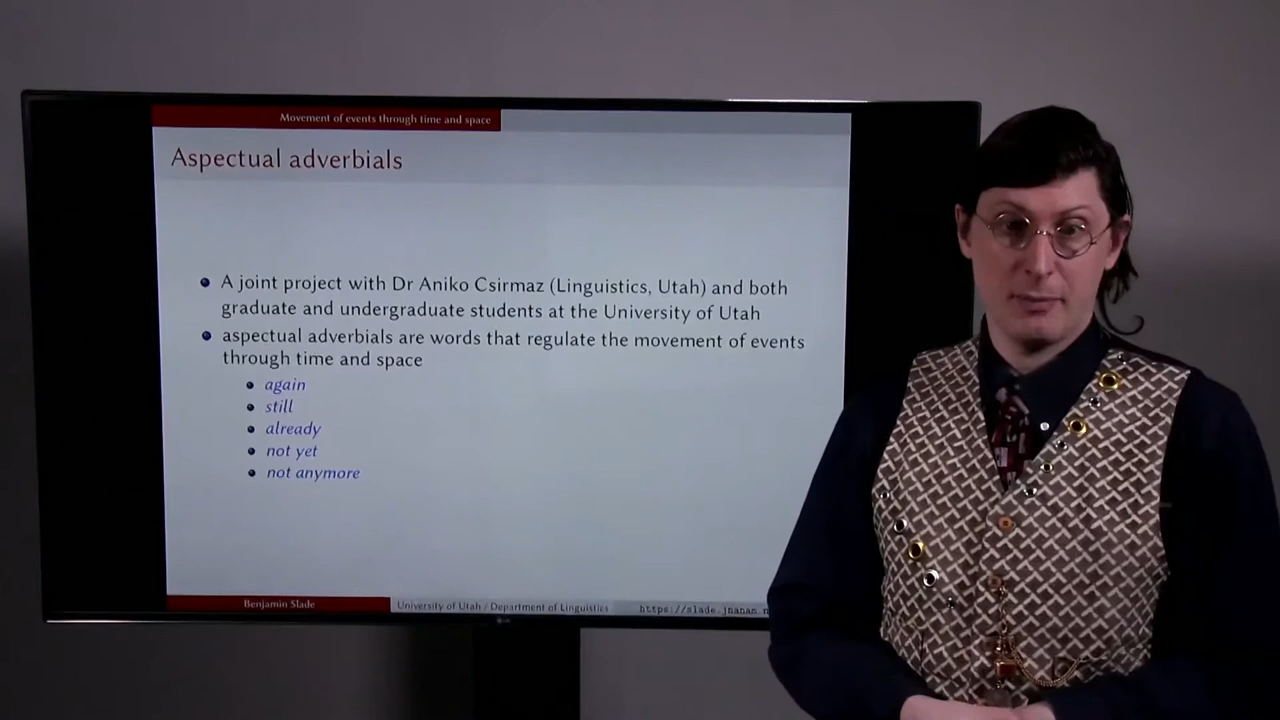 Movement of events through time and space
Aspectual adverbials
A joint project with Dr Aniko Csirmaz (Linguistics, Utah) and both
graduate and undergraduate students at the University of Utah
aspectual adverbials are words that regulate the movement of events
through time and space
again
still
already
not yet
not anymore
Benjamin Slade
University of Utah / Department of Linguistics
https://slade.jnanam.n